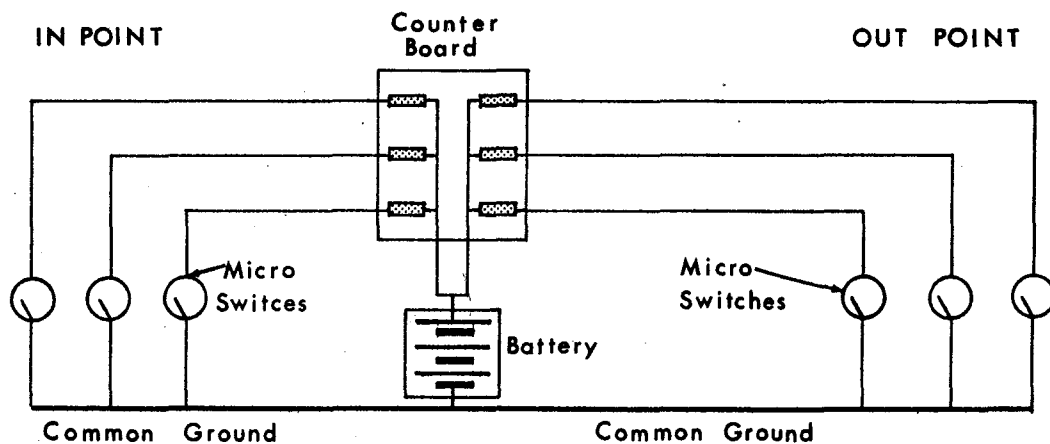 IN POINT
Counter
Board
OUT POINT
Micro
Switces
Micro
Switches
Battery
Common Ground
Common Ground